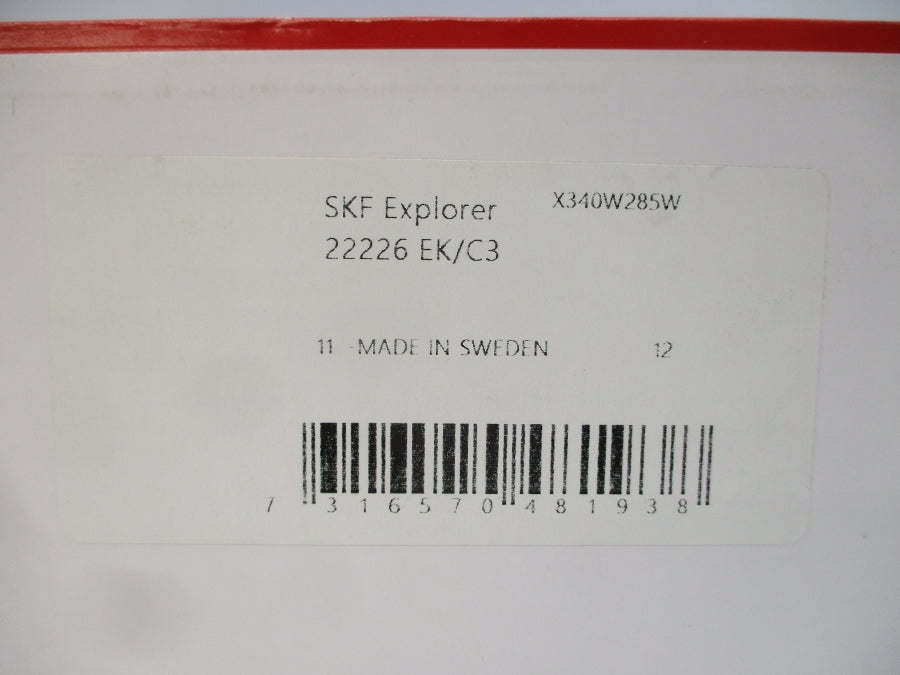 SKF Explorer X340W285W
22226 EK/C3
11 -MADE IN SWEDEN 12
7 316570 481938